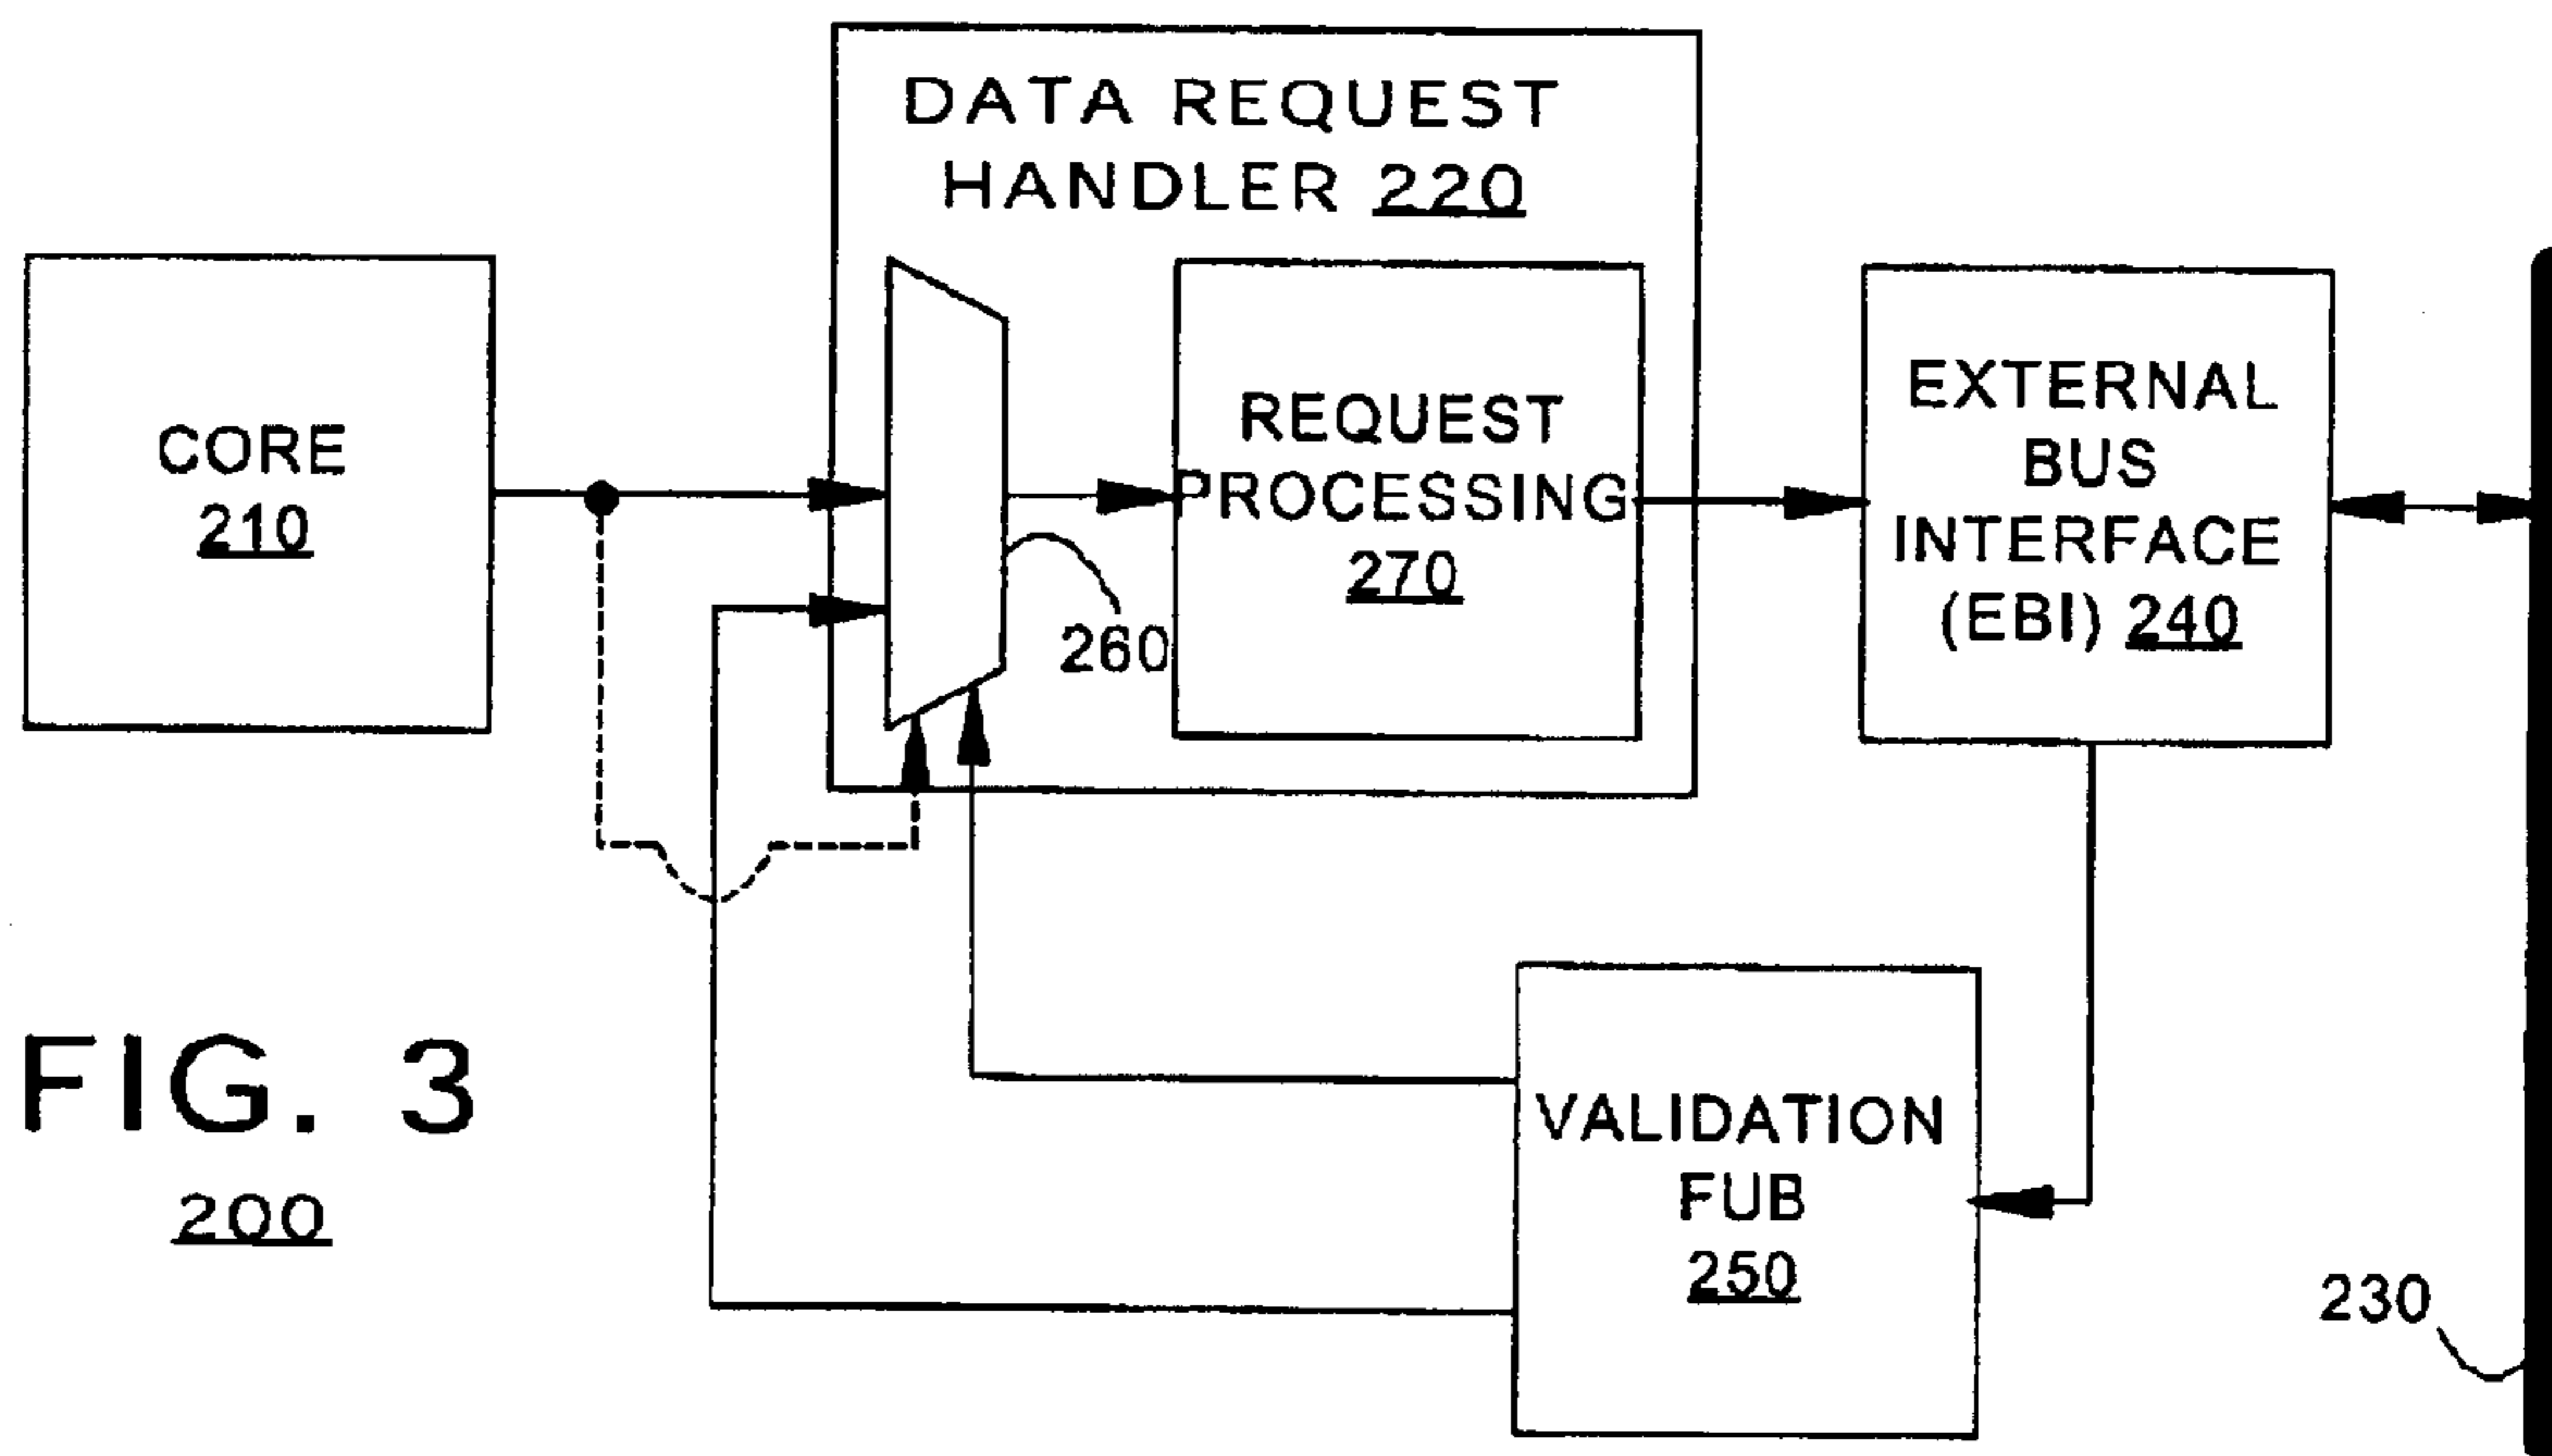 DATA REQUEST
HANDLER 220
CORE
210
REQUEST
PROCESSING
270
260
EXTERNAL
BUS
INTERFACE
(EBI) 240
VALIDATION
FUB
250
230
FIG. 3
200